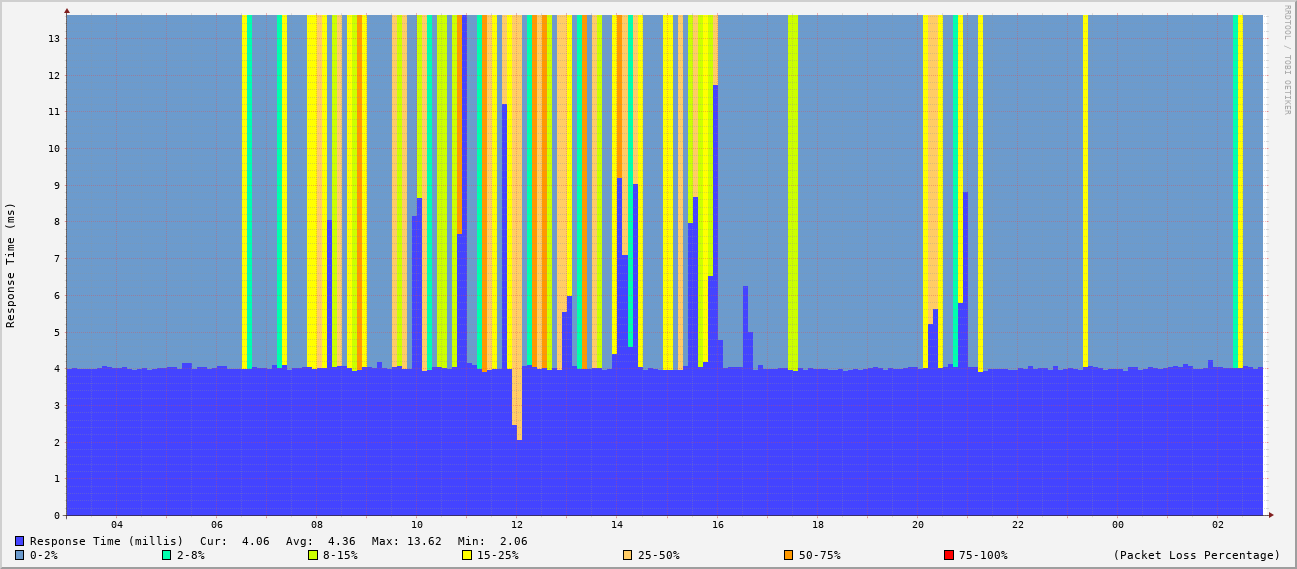 RRDTOOL / TOBI OETIKER
Response Time (ms)
13
12
11
10
9
8
7
6
5
4
3
2
1
0
04 06 08 10 12 14 16 18 20 22 00 02
Response Time (millis) Cur: 4.06 Avg: 4.36 Max: 13.62 Min: 2.06
0-2% 2-8% 8-15% 15-25% 25-50% 50-75% 75-100% (Packet Loss Percentage)